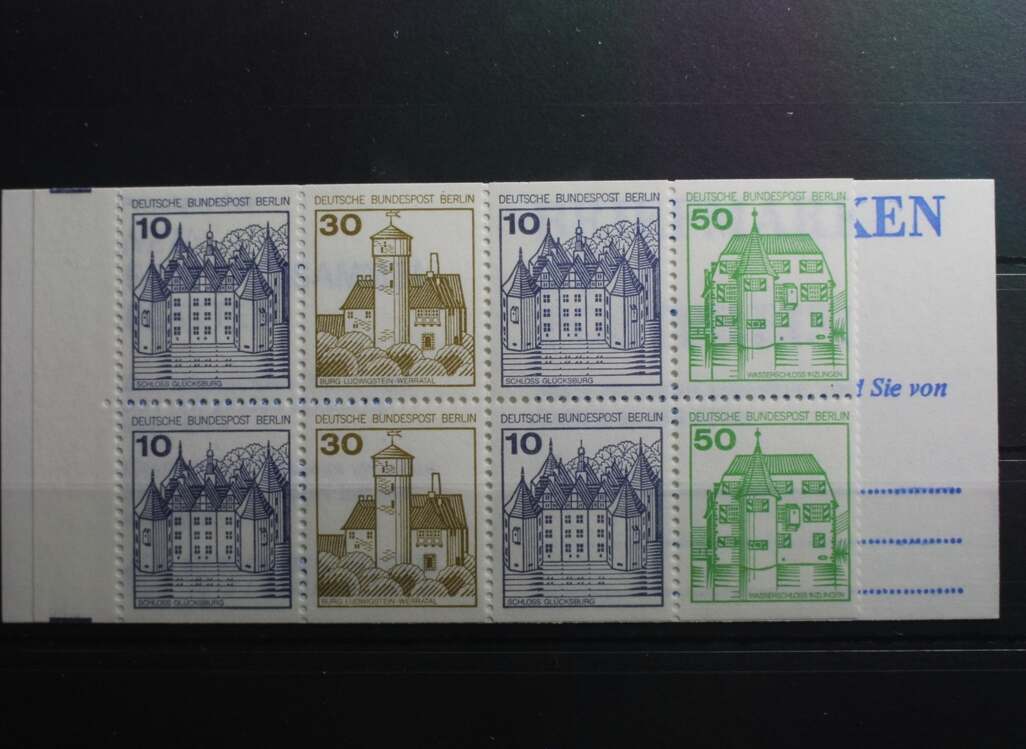 DEUTSCHE BUNDESPOST BERLIN
10
SCHLOSS GLÜCKSBURG
DEUTSCHE BUNDESPOST BERLIN
30
BURG LUDWIGSTEIN-WERRATAL
DEUTSCHE BUNDESPOST BERLIN
10
SCHLOSS GLÜCKSBURG
DEUTSCHE BUNDESPOST BERLIN
50
WASSERSCHLOSS INZLINGEN
KEN
Sie von
DEUTSCHE BUNDESPOST BERLIN
10
SCHLOSS GLÜCKSBURG
DEUTSCHE BUNDESPOST BERLIN
30
BURG LUDWIGSTEIN-WERRATAL
DEUTSCHE BUNDESPOST BERLIN
10
SCHLOSS GLÜCKSBURG
DEUTSCHE BUNDESPOST BERLIN
50
WASSERSCHLOSS INZLINGEN